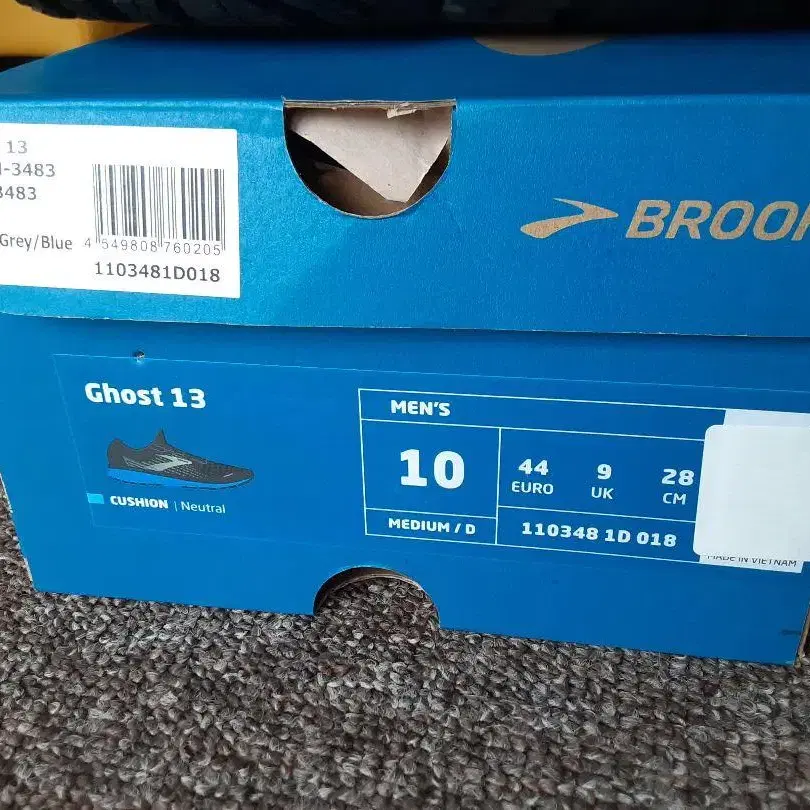 13
-3483
3483
Grey/Blue
4 549808 760205
1103481D018
BROOK
Ghost 13
CUSHION | Neutral
MEN'S
10
44 9 28
EURO UK CM
MEDIUM / D
110348 1D 018
MADE IN VIETNAM